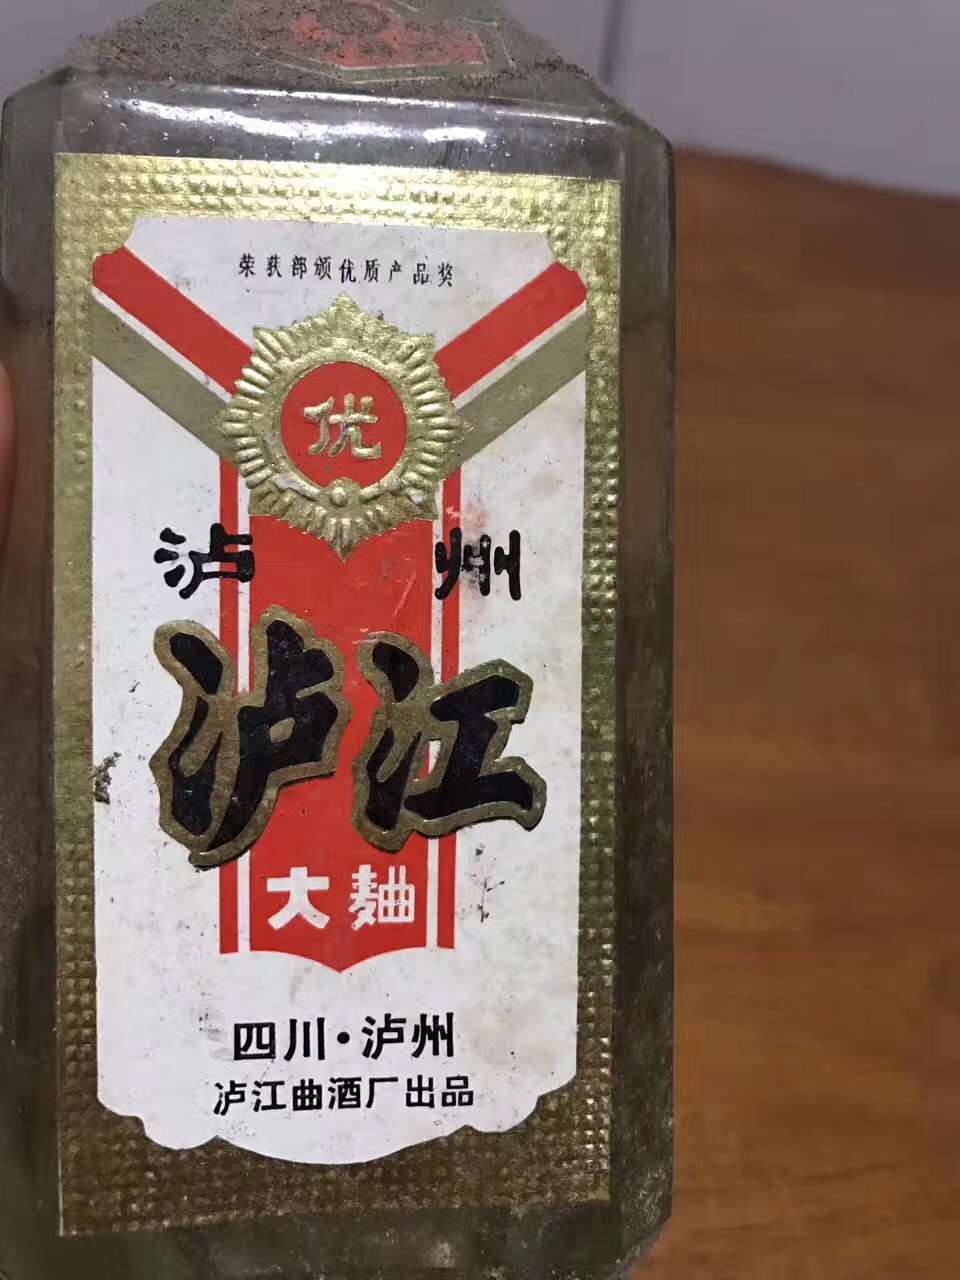 荣获部颁优质产品奖
优
泸州
泸江
大麯
四川·泸州
泸江曲酒厂出品